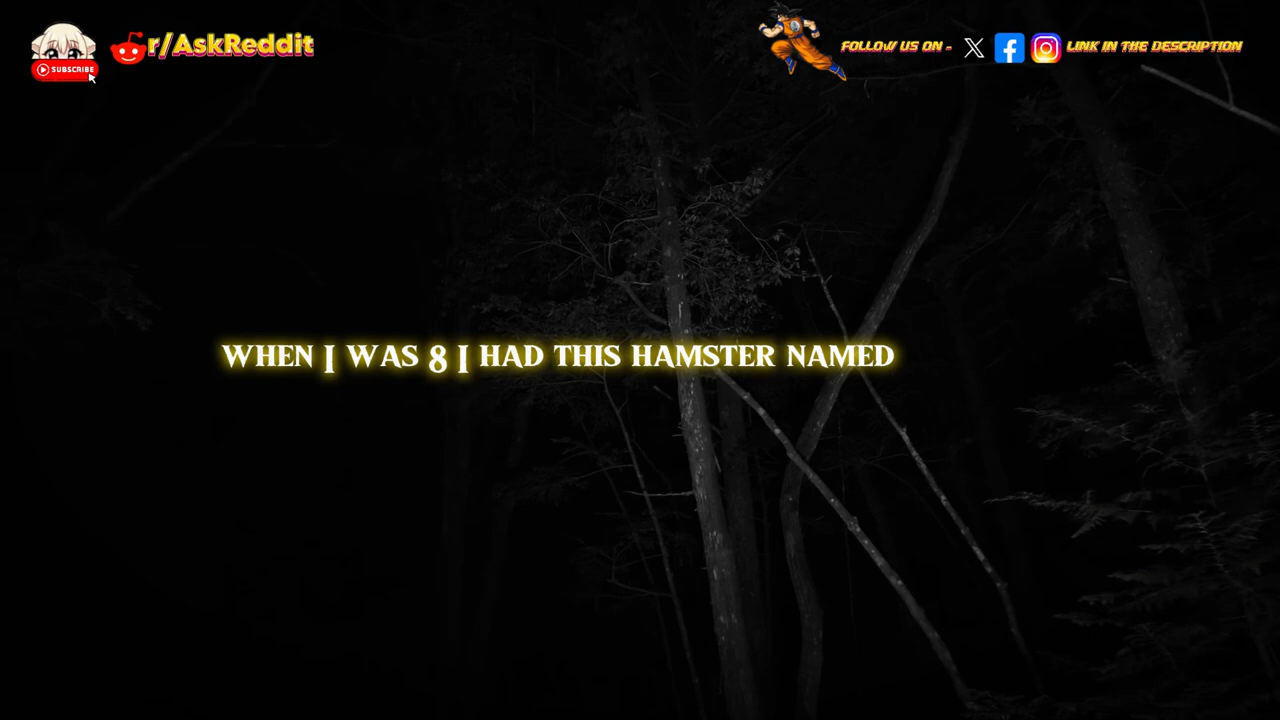 SUBSCRIBE
r/AskReddit
FOLLOW US ON -
LINK IN THE DESCRIPTION
WHEN I WAS 8 I HAD THIS HAMSTER NAMED